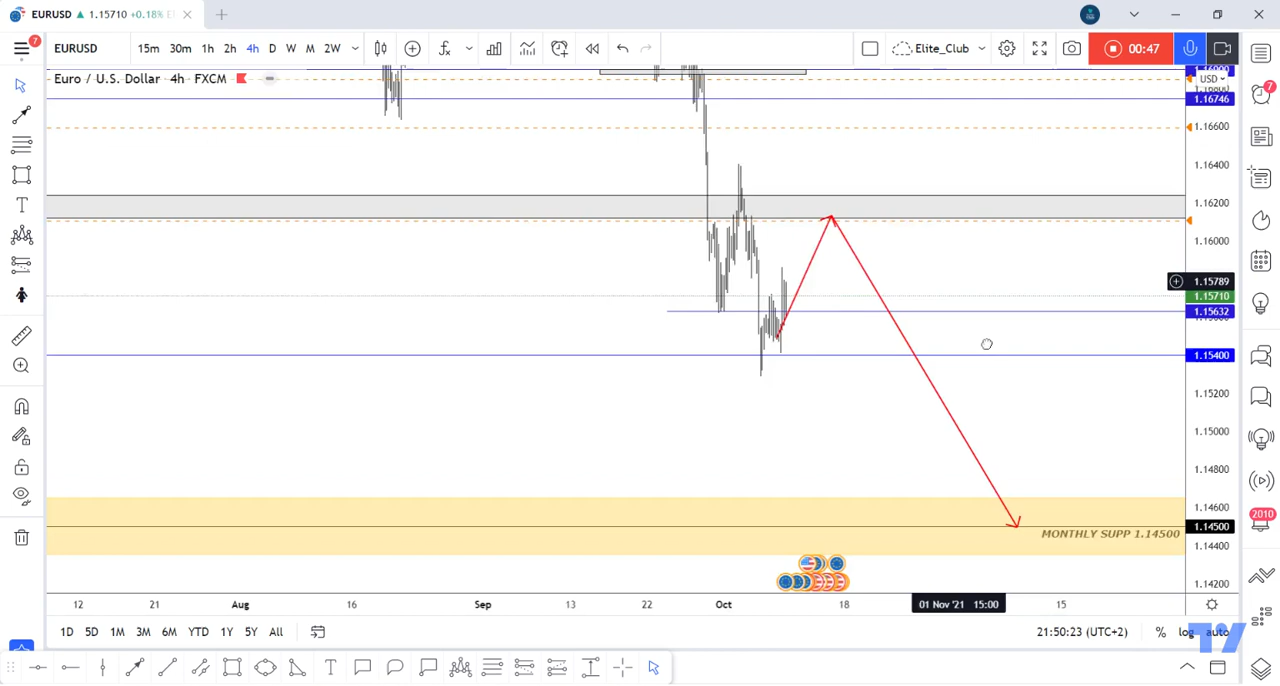 EURUSD ▲ 1.15710 +0.18%
7
EURUSD 15m 30m 1h 2h 4h D W M 2W Elite_Club 00:47
Euro / U.S. Dollar 4h FXCM
USD
1.16746
1.16600
1.16400
1.16200
1.16000
1.15789
1.15710
1.15632
1.15400
1.15200
1.15000
1.14800
1.14600
1.14500
MONTHLY SUPP 1.14500
1.14400
1.14200
7
2010
12 21 Aug 16 Sep 13 22 Oct 18 01 Nov '21 15:00 15
1D 5D 1M 3M 6M YTD 1Y 5Y All 21:50:23 (UTC+2) % log auto